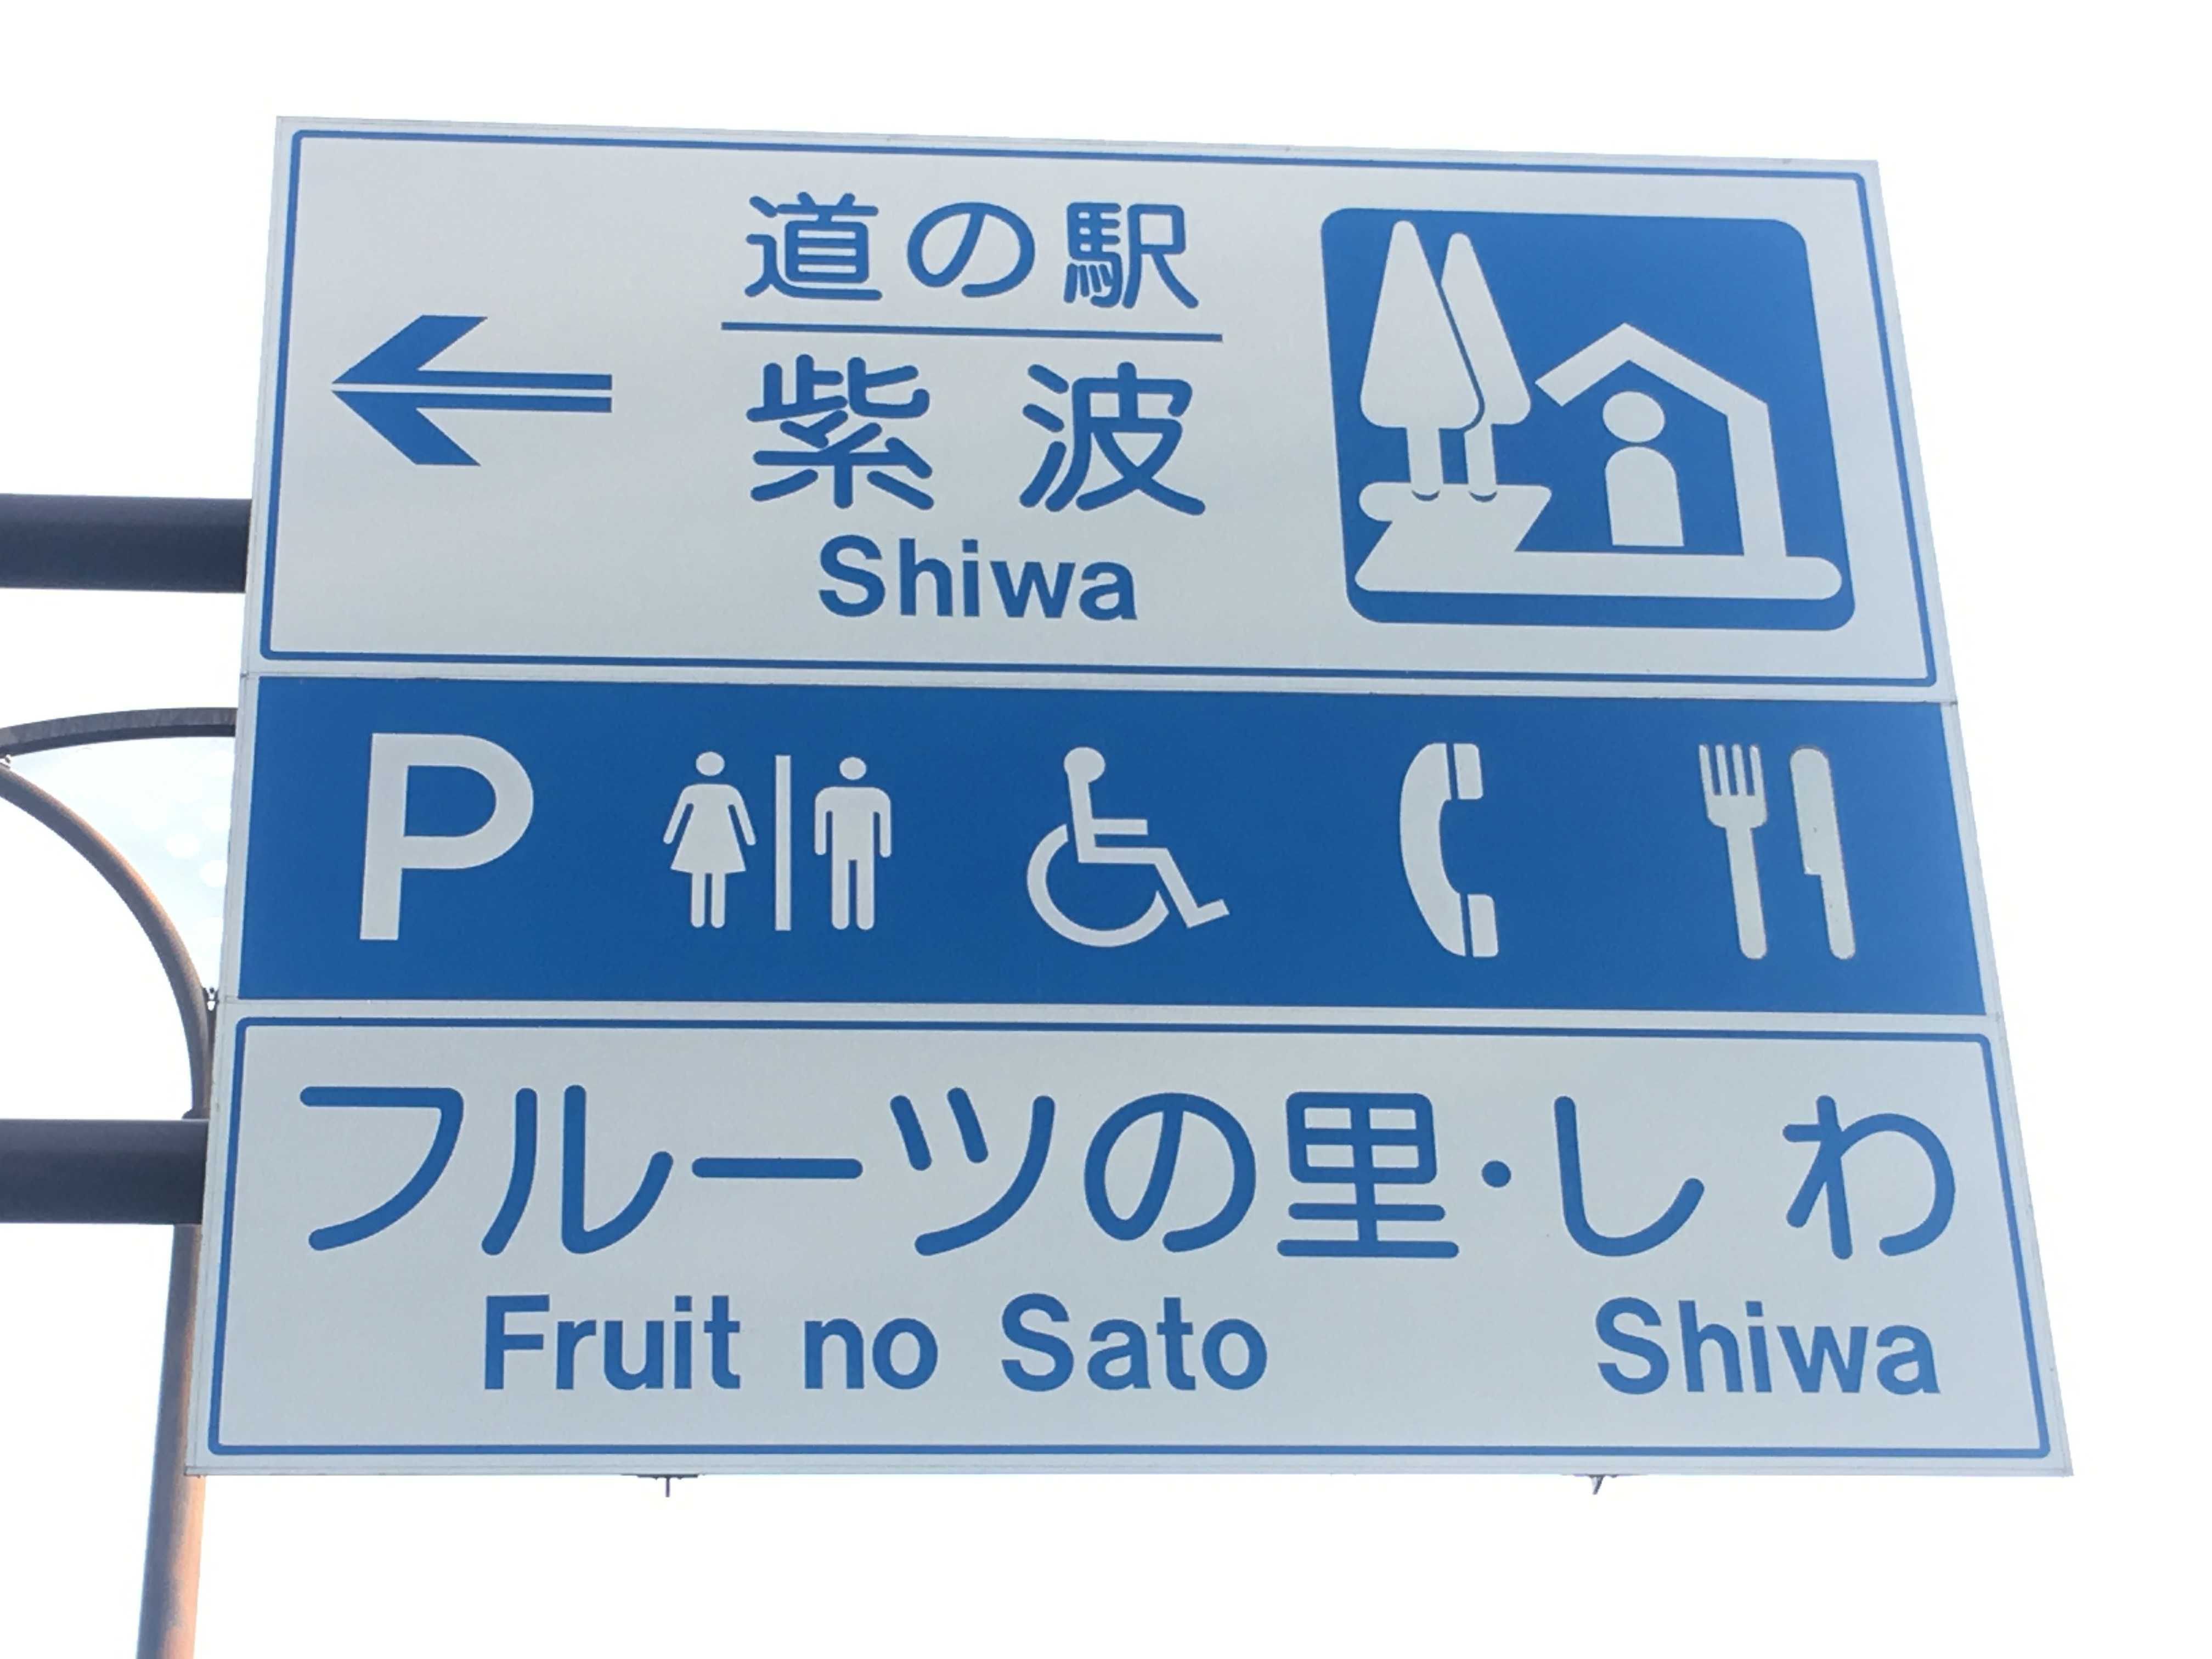 道の駅
紫波
Shiwa
P
フルーツの里・しわ
Fruit no Sato Shiwa